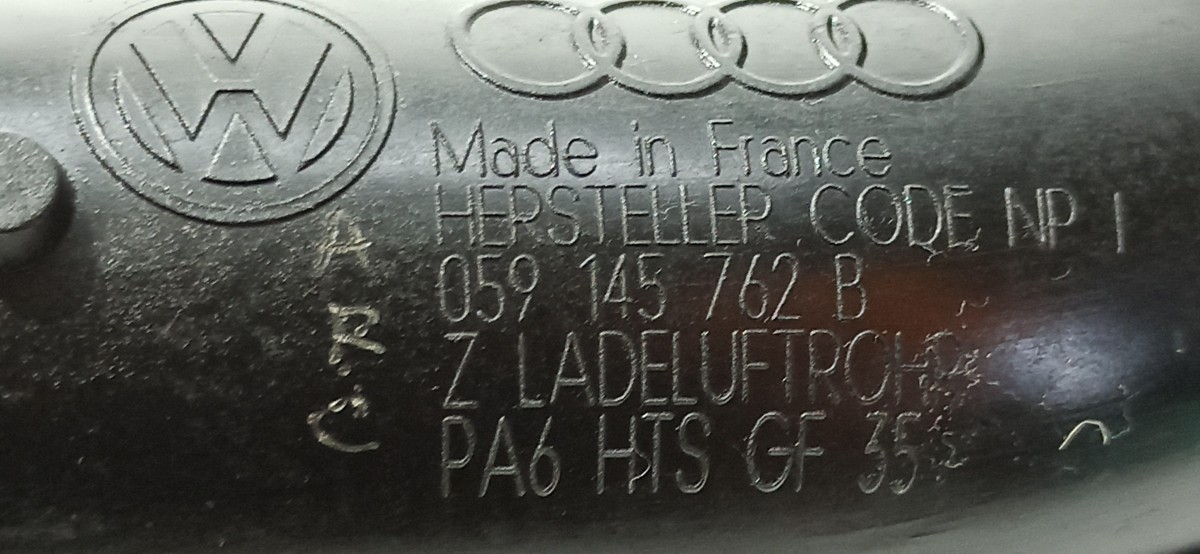 Made in France
HERSTELLER CODE NP I
059 145 762 B
Z LADELUFTROHR
PA6 HTS GF 35
A
R
C